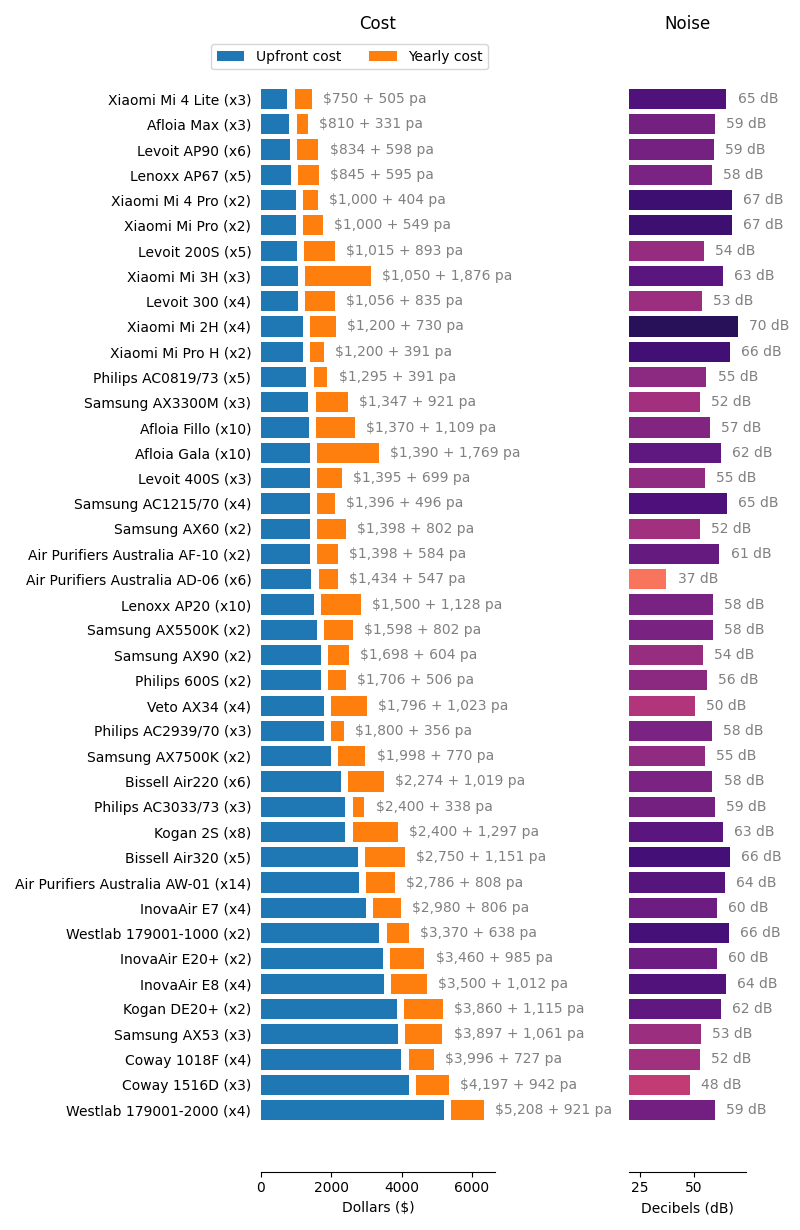 Cost Noise
Upfront cost Yearly cost
Xiaomi Mi 4 Lite (x3) $750 + 505 pa 65 dB
Afloia Max (x3) $810 + 331 pa 59 dB
Levoit AP90 (x6) $834 + 598 pa 59 dB
Lenoxx AP67 (x5) $845 + 595 pa 58 dB
Xiaomi Mi 4 Pro (x2) $1,000 + 404 pa 67 dB
Xiaomi Mi Pro (x2) $1,000 + 549 pa 67 dB
Levoit 200S (x5) $1,015 + 893 pa 54 dB
Xiaomi Mi 3H (x3) $1,050 + 1,876 pa 63 dB
Levoit 300 (x4) $1,056 + 835 pa 53 dB
Xiaomi Mi 2H (x4) $1,200 + 730 pa 70 dB
Xiaomi Mi Pro H (x2) $1,200 + 391 pa 66 dB
Philips AC0819/73 (x5) $1,295 + 391 pa 55 dB
Samsung AX3300M (x3) $1,347 + 921 pa 52 dB
Afloia Fillo (x10) $1,370 + 1,109 pa 57 dB
Afloia Gala (x10) $1,390 + 1,769 pa 62 dB
Levoit 400S (x3) $1,395 + 699 pa 55 dB
Samsung AC1215/70 (x4) $1,396 + 496 pa 65 dB
Samsung AX60 (x2) $1,398 + 802 pa 52 dB
Air Purifiers Australia AF-10 (x2) $1,398 + 584 pa 61 dB
Air Purifiers Australia AD-06 (x6) $1,434 + 547 pa 37 dB
Lenoxx AP20 (x10) $1,500 + 1,128 pa 58 dB
Samsung AX5500K (x2) $1,598 + 802 pa 58 dB
Samsung AX90 (x2) $1,698 + 604 pa 54 dB
Philips 600S (x2) $1,706 + 506 pa 56 dB
Veto AX34 (x4) $1,796 + 1,023 pa 50 dB
Philips AC2939/70 (x3) $1,800 + 356 pa 58 dB
Samsung AX7500K (x2) $1,998 + 770 pa 55 dB
Bissell Air220 (x6) $2,274 + 1,019 pa 58 dB
Philips AC3033/73 (x3) $2,400 + 338 pa 59 dB
Kogan 2S (x8) $2,400 + 1,297 pa 63 dB
Bissell Air320 (x5) $2,750 + 1,151 pa 66 dB
Air Purifiers Australia AW-01 (x14) $2,786 + 808 pa 64 dB
InovaAir E7 (x4) $2,980 + 806 pa 60 dB
Westlab 179001-1000 (x2) $3,370 + 638 pa 66 dB
InovaAir E20+ (x2) $3,460 + 985 pa 60 dB
InovaAir E8 (x4) $3,500 + 1,012 pa 64 dB
Kogan DE20+ (x2) $3,860 + 1,115 pa 62 dB
Samsung AX53 (x3) $3,897 + 1,061 pa 53 dB
Coway 1018F (x4) $3,996 + 727 pa 52 dB
Coway 1516D (x3) $4,197 + 942 pa 48 dB
Westlab 179001-2000 (x4) $5,208 + 921 pa 59 dB
0 2000 4000 6000 25 50
Dollars ($) Decibels (dB)